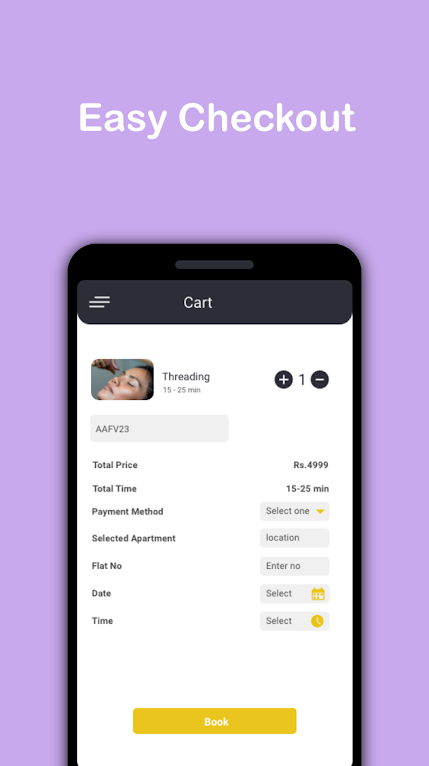 Easy Checkout
Cart
Threading
15 - 25 min
1
AAFV23
Total Price Rs.4999
Total Time 15-25 min
Payment Method Select one
Selected Apartment location
Flat No Enter no
Date Select
Time Select
Book